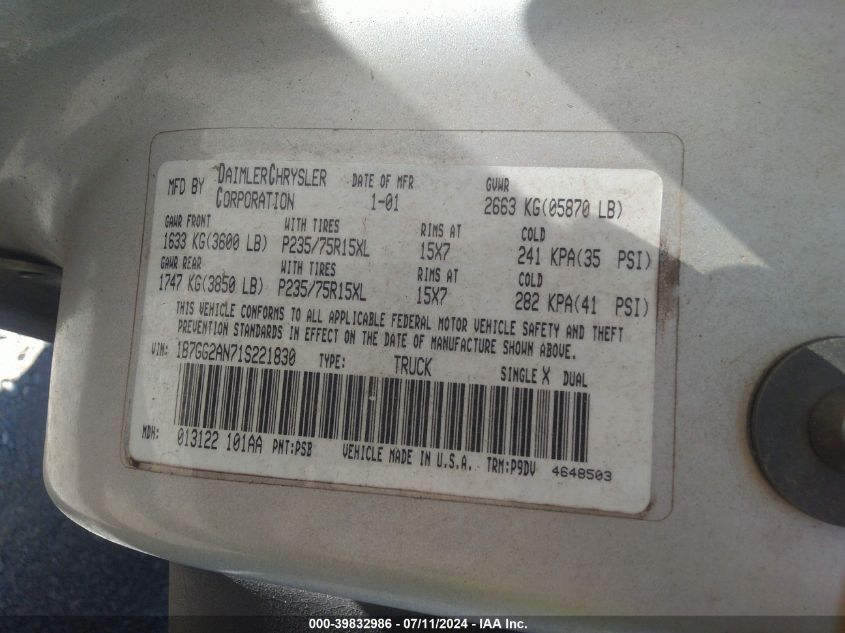 MFD BY DAIMLERCHRYSLER CORPORATION DATE OF MFR 1-01 GVWR 2663 KG(05870 LB)
GAWR FRONT WITH TIRES RIMS AT COLD
1633 KG(3600 LB) P235/75R15XL 15X7 241 KPA(35 PSI)
GAWR REAR WITH TIRES RIMS AT COLD
1747 KG(3850 LB) P235/75R15XL 15X7 282 KPA(41 PSI)
THIS VEHICLE CONFORMS TO ALL APPLICABLE FEDERAL MOTOR VEHICLE SAFETY AND THEFT
PREVENTION STANDARDS IN EFFECT ON THE DATE OF MANUFACTURE SHOWN ABOVE.
VIN: 1B7GG2AN71S221830 TYPE: TRUCK SINGLE X DUAL
MDH: 013122 101AA PNT:PSB VEHICLE MADE IN U.S.A. TRM:P9DV 4648503
000-39832986 - 07/11/2024 - IAA Inc.